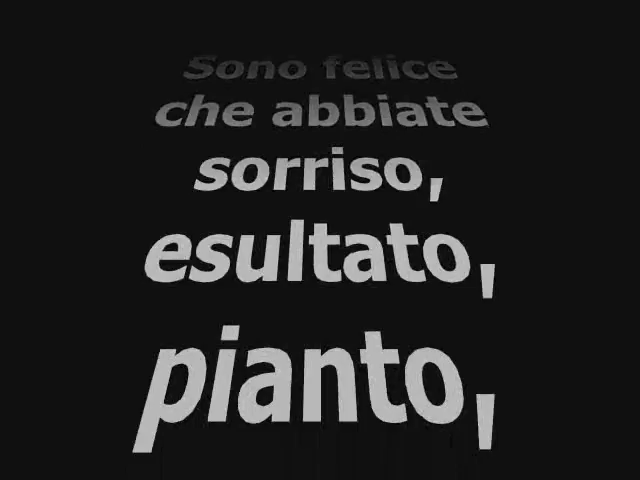 Sono felice
che abbiate
sorriso,
esultato,
pianto,